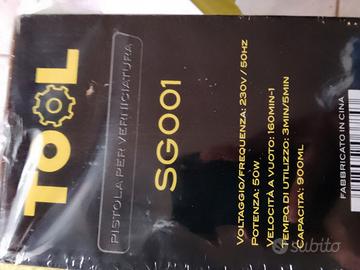 TOOL
PISTOLA PER VERNICIATURA
SG001
VOLTAGGIO/FREQUENZA: 230V / 50HZ
POTENZA: 50W
VELOCITÀ A VUOTO: 160MIN-1
TEMPO DI UTILIZZO: 3MIN/5MIN
CAPACITA': 900ML
FABBRICATO IN CINA
subito